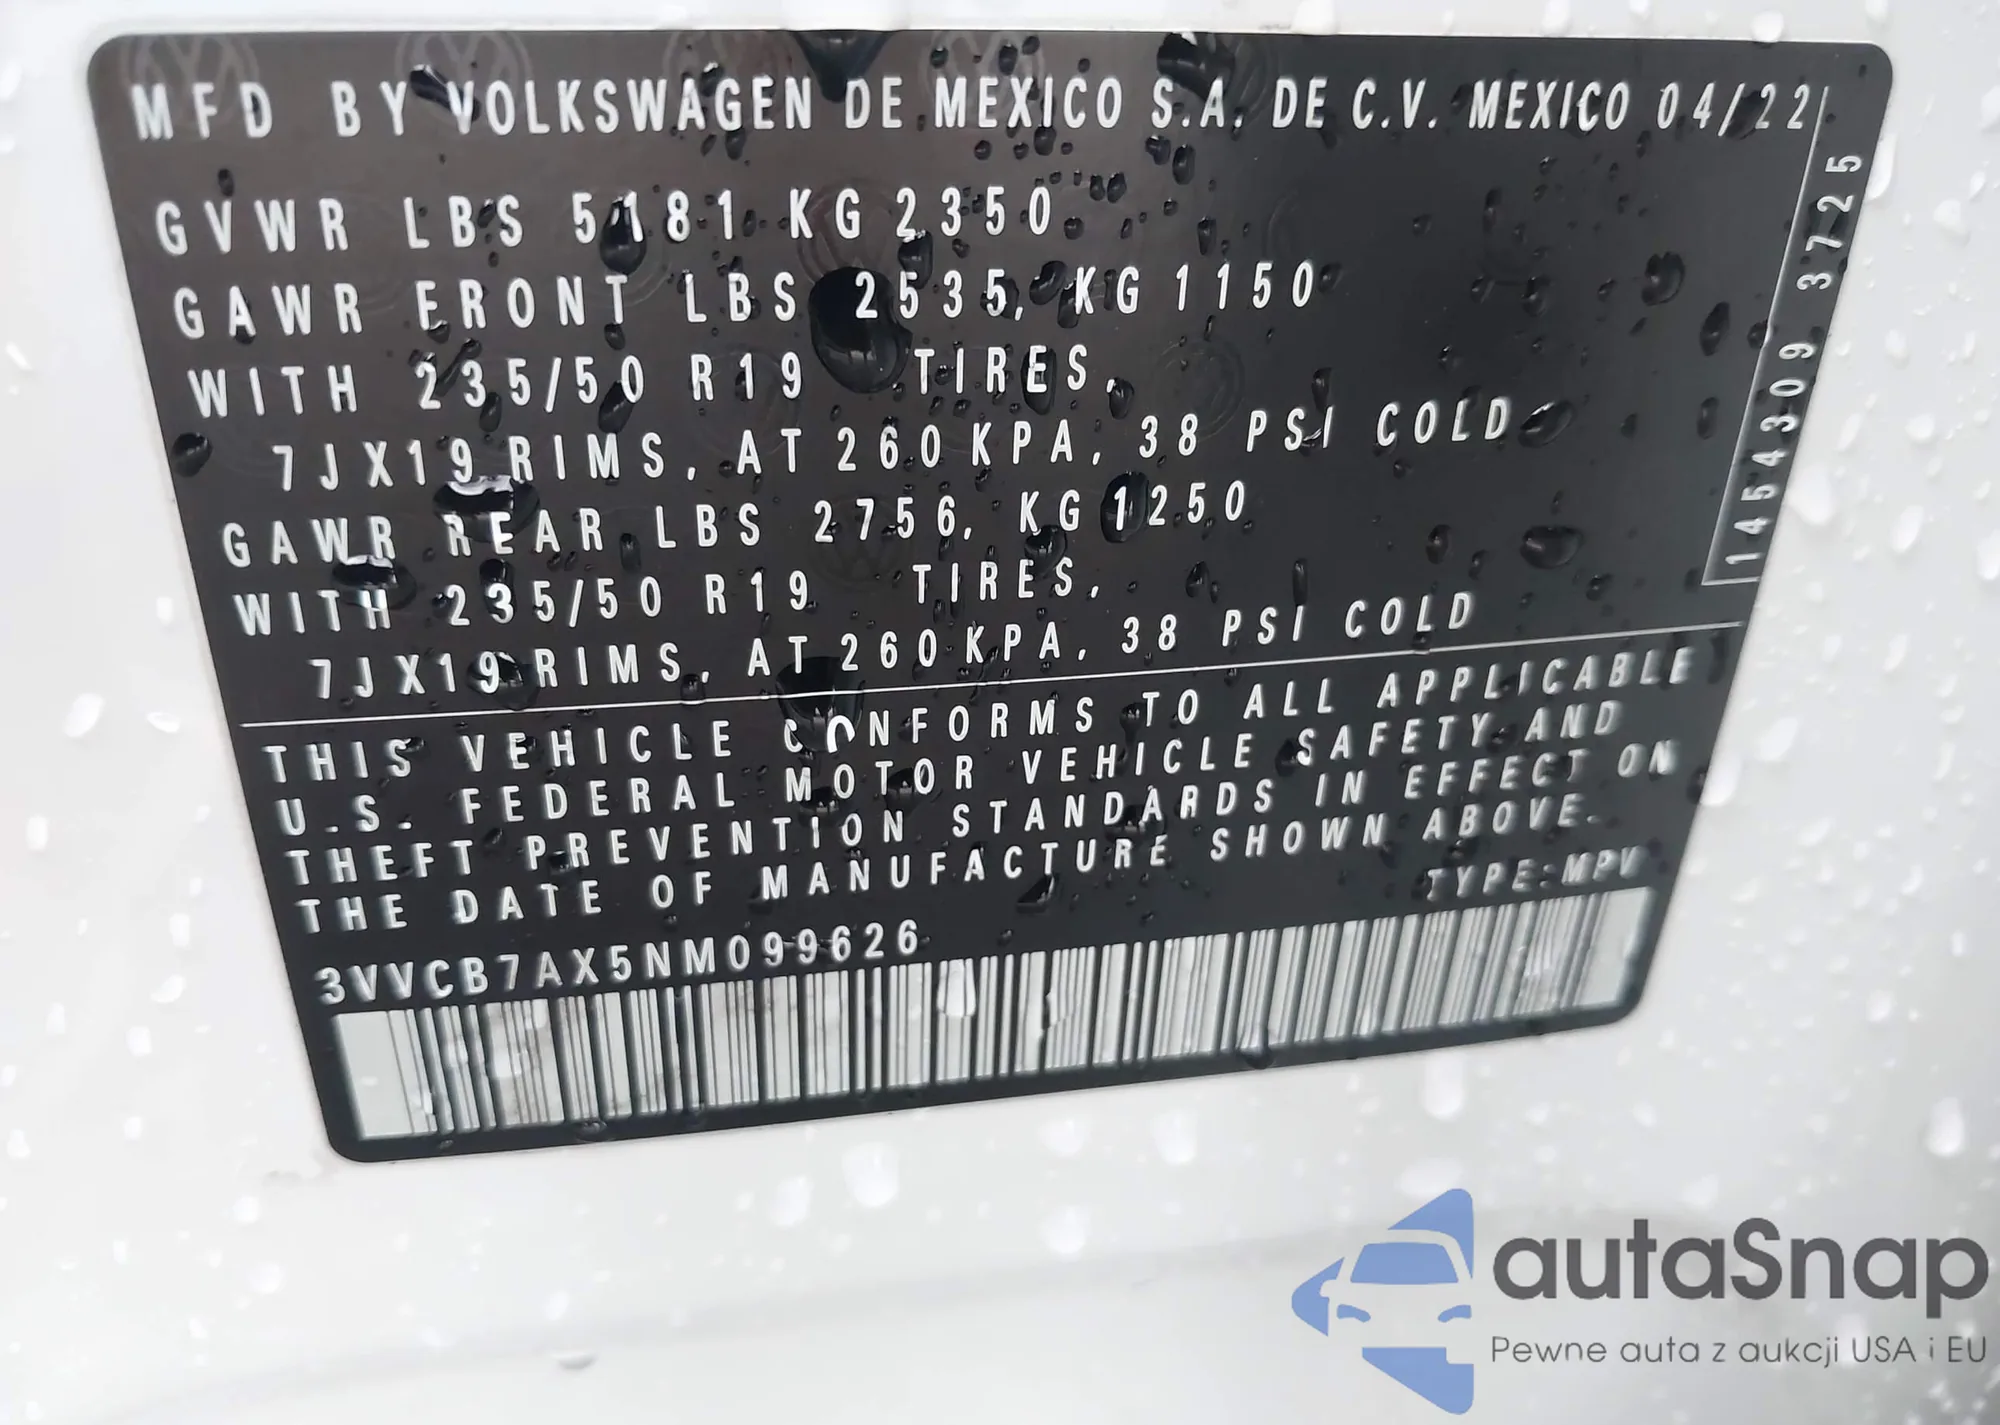 MFD BY VOLKSWAGEN DE MEXICO S.A. DE C.V. MEXICO 04/22
GVWR LBS 5181 KG 2350
GAWR FRONT LBS 2535, KG 1150
WITH 235/50 R19 TIRES,
7JX19 RIMS, AT 260 KPA, 38 PSI COLD
GAWR REAR LBS 2756, KG 1250
WITH 235/50 R19 TIRES,
7JX19 RIMS, AT 260 KPA, 38 PSI COLD
1454309 3725
THIS VEHICLE CONFORMS TO ALL APPLICABLE
U.S. FEDERAL MOTOR VEHICLE SAFETY AND
THEFT PREVENTION STANDARDS IN EFFECT ON
THE DATE OF MANUFACTURE SHOWN ABOVE.
3VVCB7AX5NM099626 TYPE:MPV
autaSnap
Pewne auta z aukcji USA i EU